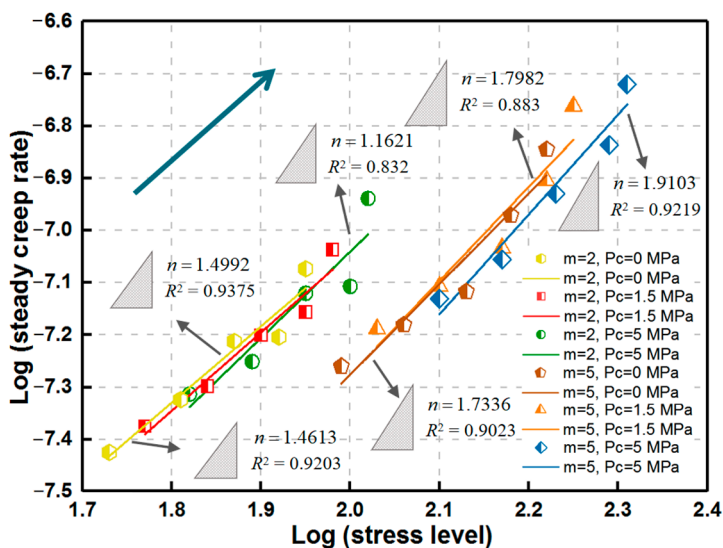 −6.6
−6.7
−6.8
−6.9
−7.0
−7.1
−7.2
−7.3
−7.4
−7.5
Log (steady creep rate)
n = 1.7982
R² = 0.883
n = 1.1621
R² = 0.832
n = 1.9103
R² = 0.9219
n = 1.4992
R² = 0.9375
n = 1.4613
R² = 0.9203
n = 1.7336
R² = 0.9023
m=2, Pc=0 MPa
m=2, Pc=0 MPa
m=2, Pc=1.5 MPa
m=2, Pc=1.5 MPa
m=2, Pc=5 MPa
m=2, Pc=5 MPa
m=5, Pc=0 MPa
m=5, Pc=0 MPa
m=5, Pc=1.5 MPa
m=5, Pc=1.5 MPa
m=5, Pc=5 MPa
m=5, Pc=5 MPa
1.7 1.8 1.9 2.0 2.1 2.2 2.3 2.4
Log (stress level)